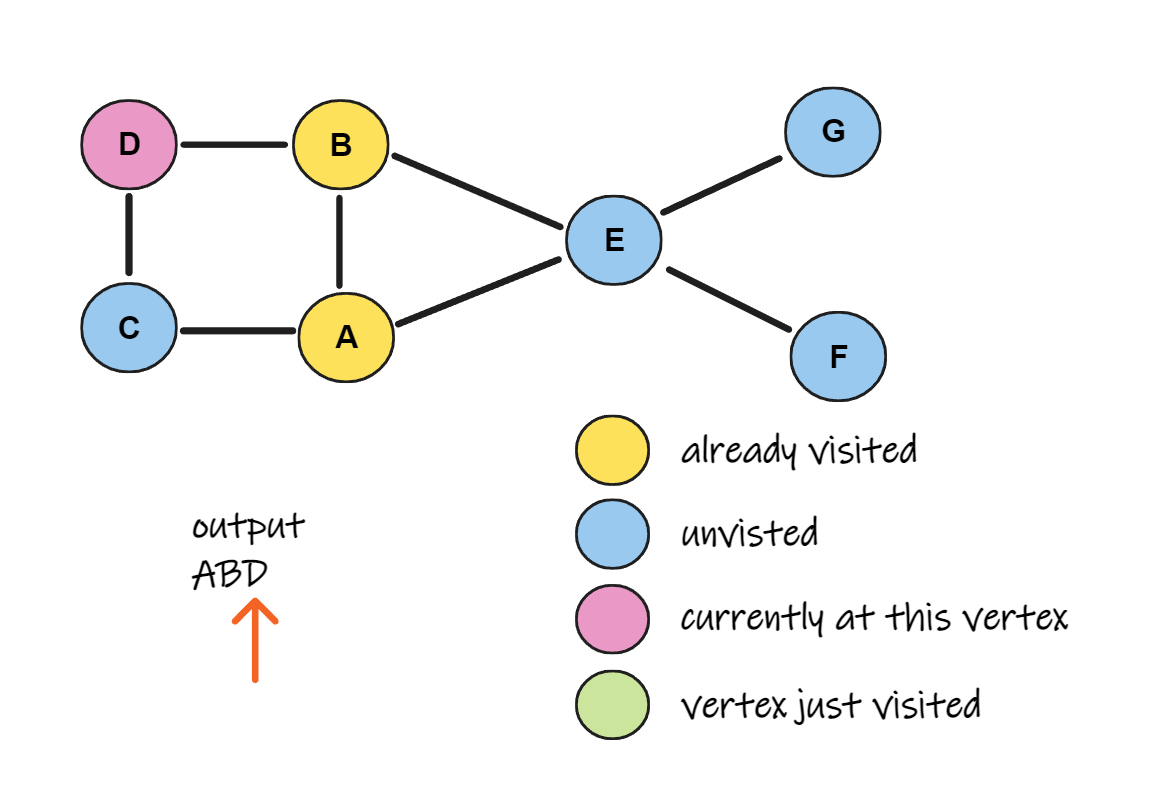 G
D
B
E
C
A
F
already visited
output
unvisted
ABD
currently at this vertex
vertex just visited